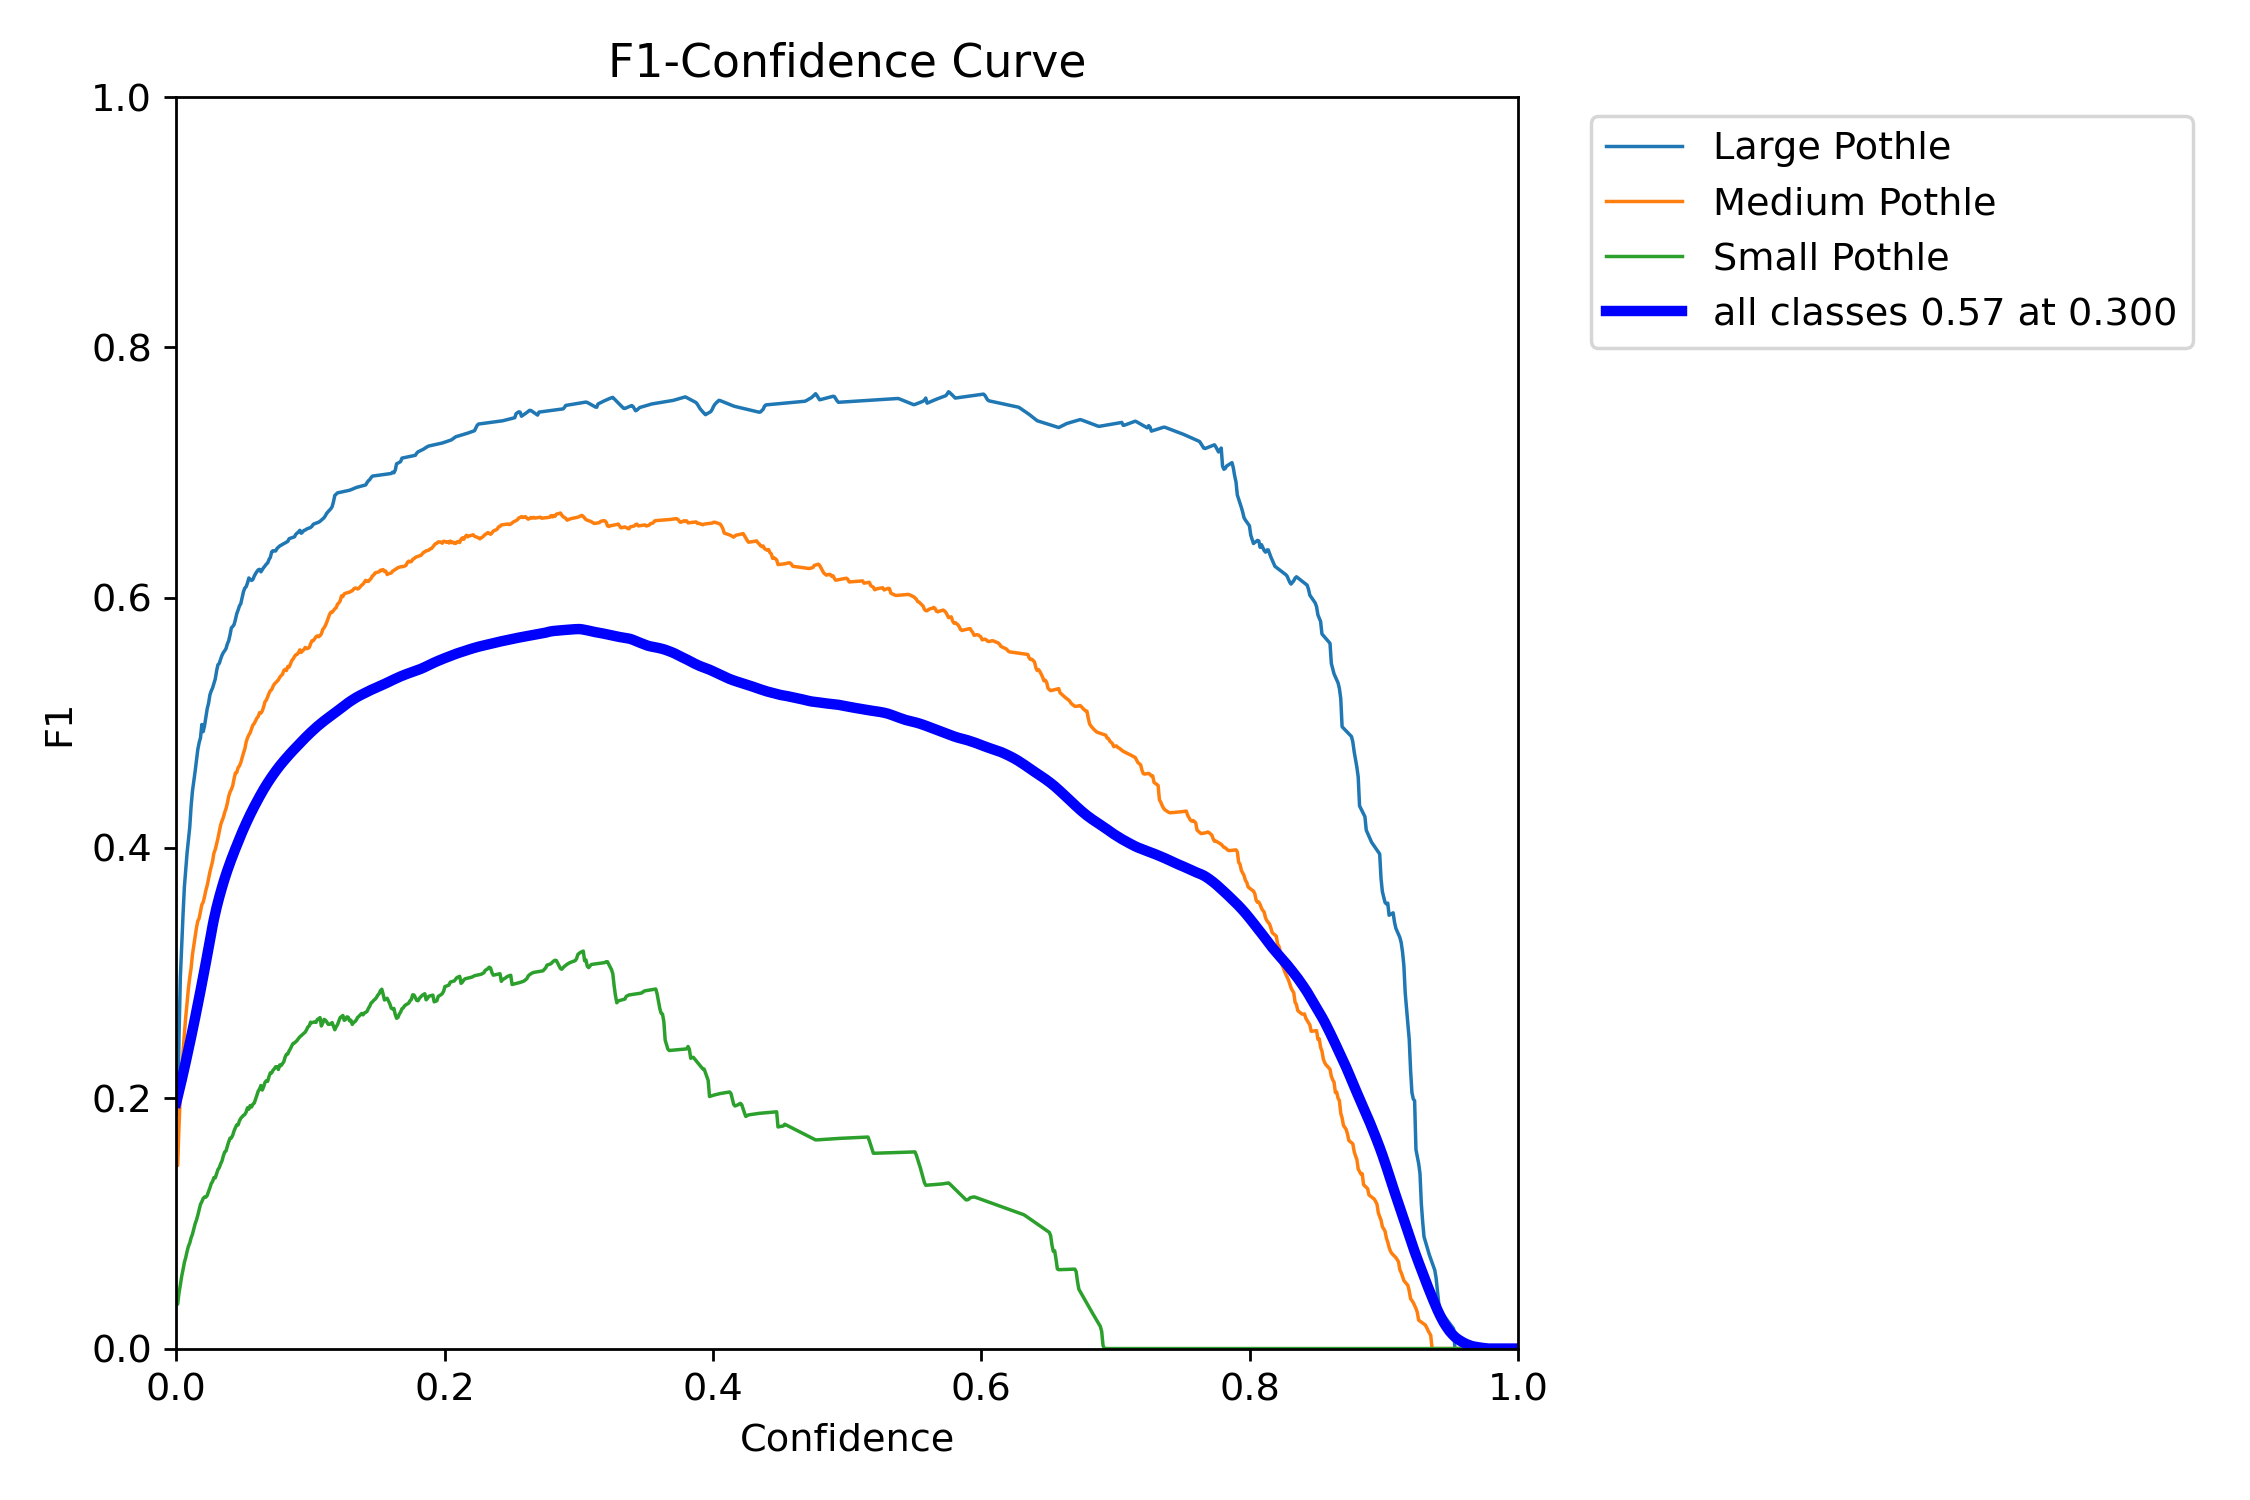 F1-Confidence Curve
1.0
0.8
0.6
0.4
0.2
0.0
F1
0.0 0.2 0.4 0.6 0.8 1.0
Confidence
Large Pothle
Medium Pothle
Small Pothle
all classes 0.57 at 0.300